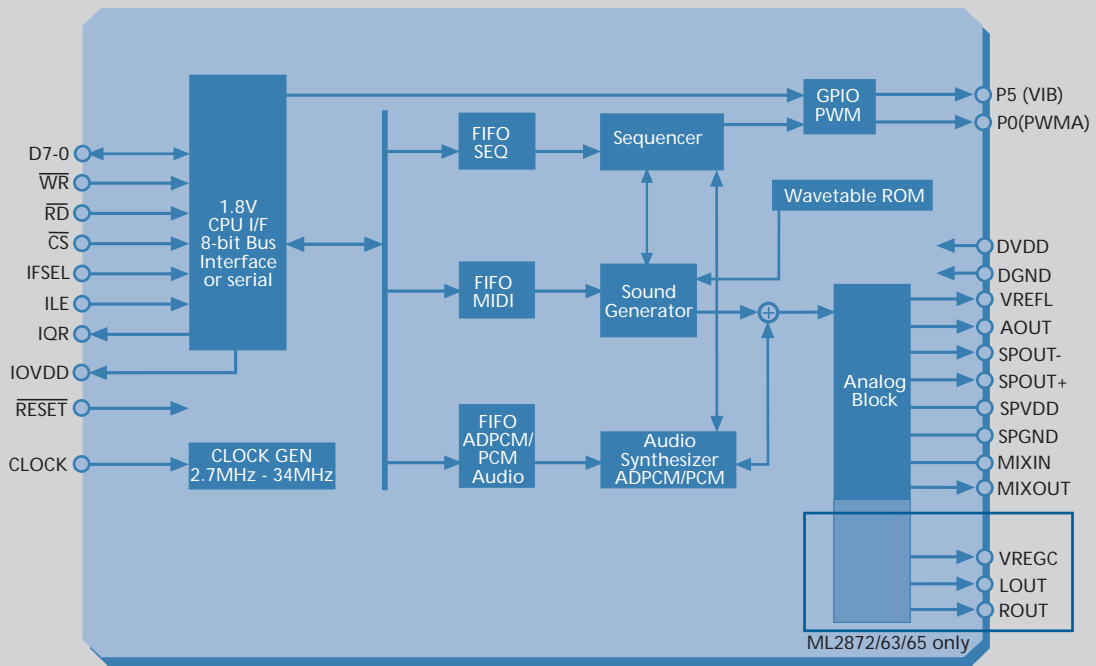 D7-0
WR
RD
CS
IFSEL
ILE
IQR
IOVDD
RESET
CLOCK
1.8V
CPU I/F
8-bit Bus
Interface
or serial
CLOCK GEN
2.7MHz - 34MHz
FIFO
SEQ
FIFO
MIDI
FIFO
ADPCM/
PCM
Audio
Sequencer
Sound
Generator
Audio
Synthesizer
ADPCM/PCM
Wavetable ROM
GPIO
PWM
+
Analog
Block
P5 (VIB)
P0(PWMA)
DVDD
DGND
VREFL
AOUT
SPOUT-
SPOUT+
SPVDD
SPGND
MIXIN
MIXOUT
VREGC
LOUT
ROUT
ML2872/63/65 only